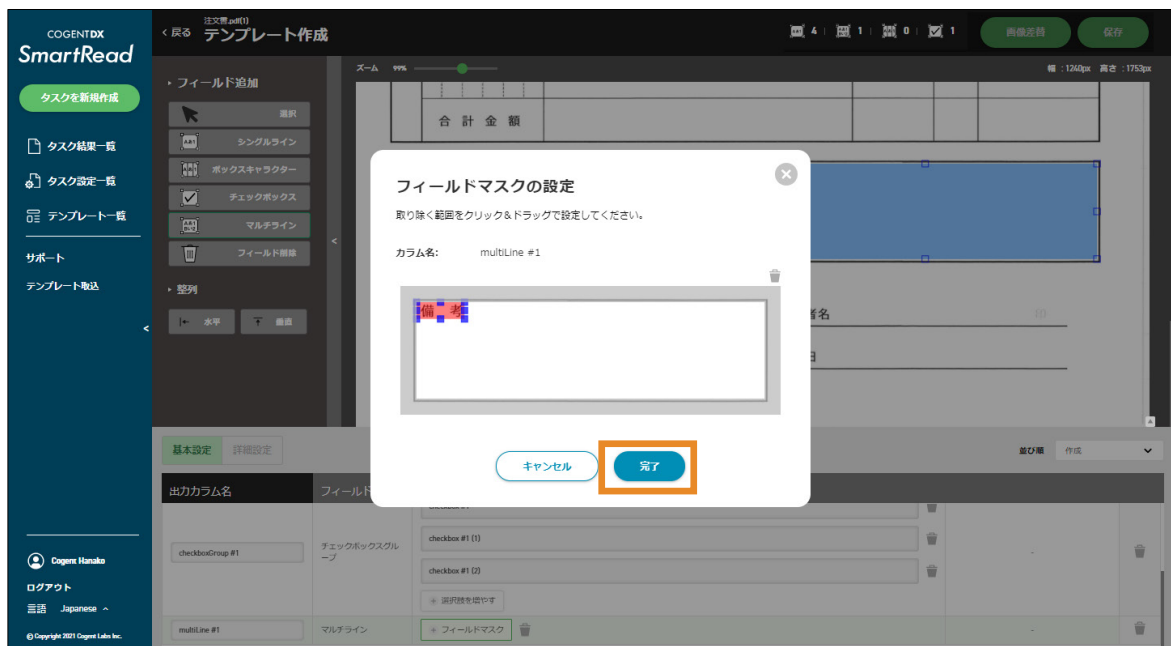 COGENTDX
SmartRead
タスクを新規作成
タスク結果一覧
タスク設定一覧
テンプレート一覧
サポート
テンプレート取込
<
Cogent Hanako
ログアウト
言語 Japanese
© Copyright 2021 Cogent Labs Inc.
< 戻る
注文書.pdf(1)
テンプレート作成
4 1 0 1
画像差替
保存
フィールド追加
選択
シングルライン
ボックスキャラクター
チェックボックス
マルチライン
フィールド削除
整列
水平
垂直
<
ズーム 99%
幅 : 1240px 高さ : 1753px
合計金額
者名
印
日
フィールドマスクの設定
取り除く範囲をクリック&ドラッグで設定してください。
カラム名: multiLine #1
備 考
キャンセル
完了
基本設定
詳細設定
並び順 作成
出力カラム名
フィールド
checkboxGroup #1
チェックボックスグループ
checkbox #1 (1)
checkbox #1 (2)
選択肢を増やす
-
multiLine #1
マルチライン
フィールドマスク
-